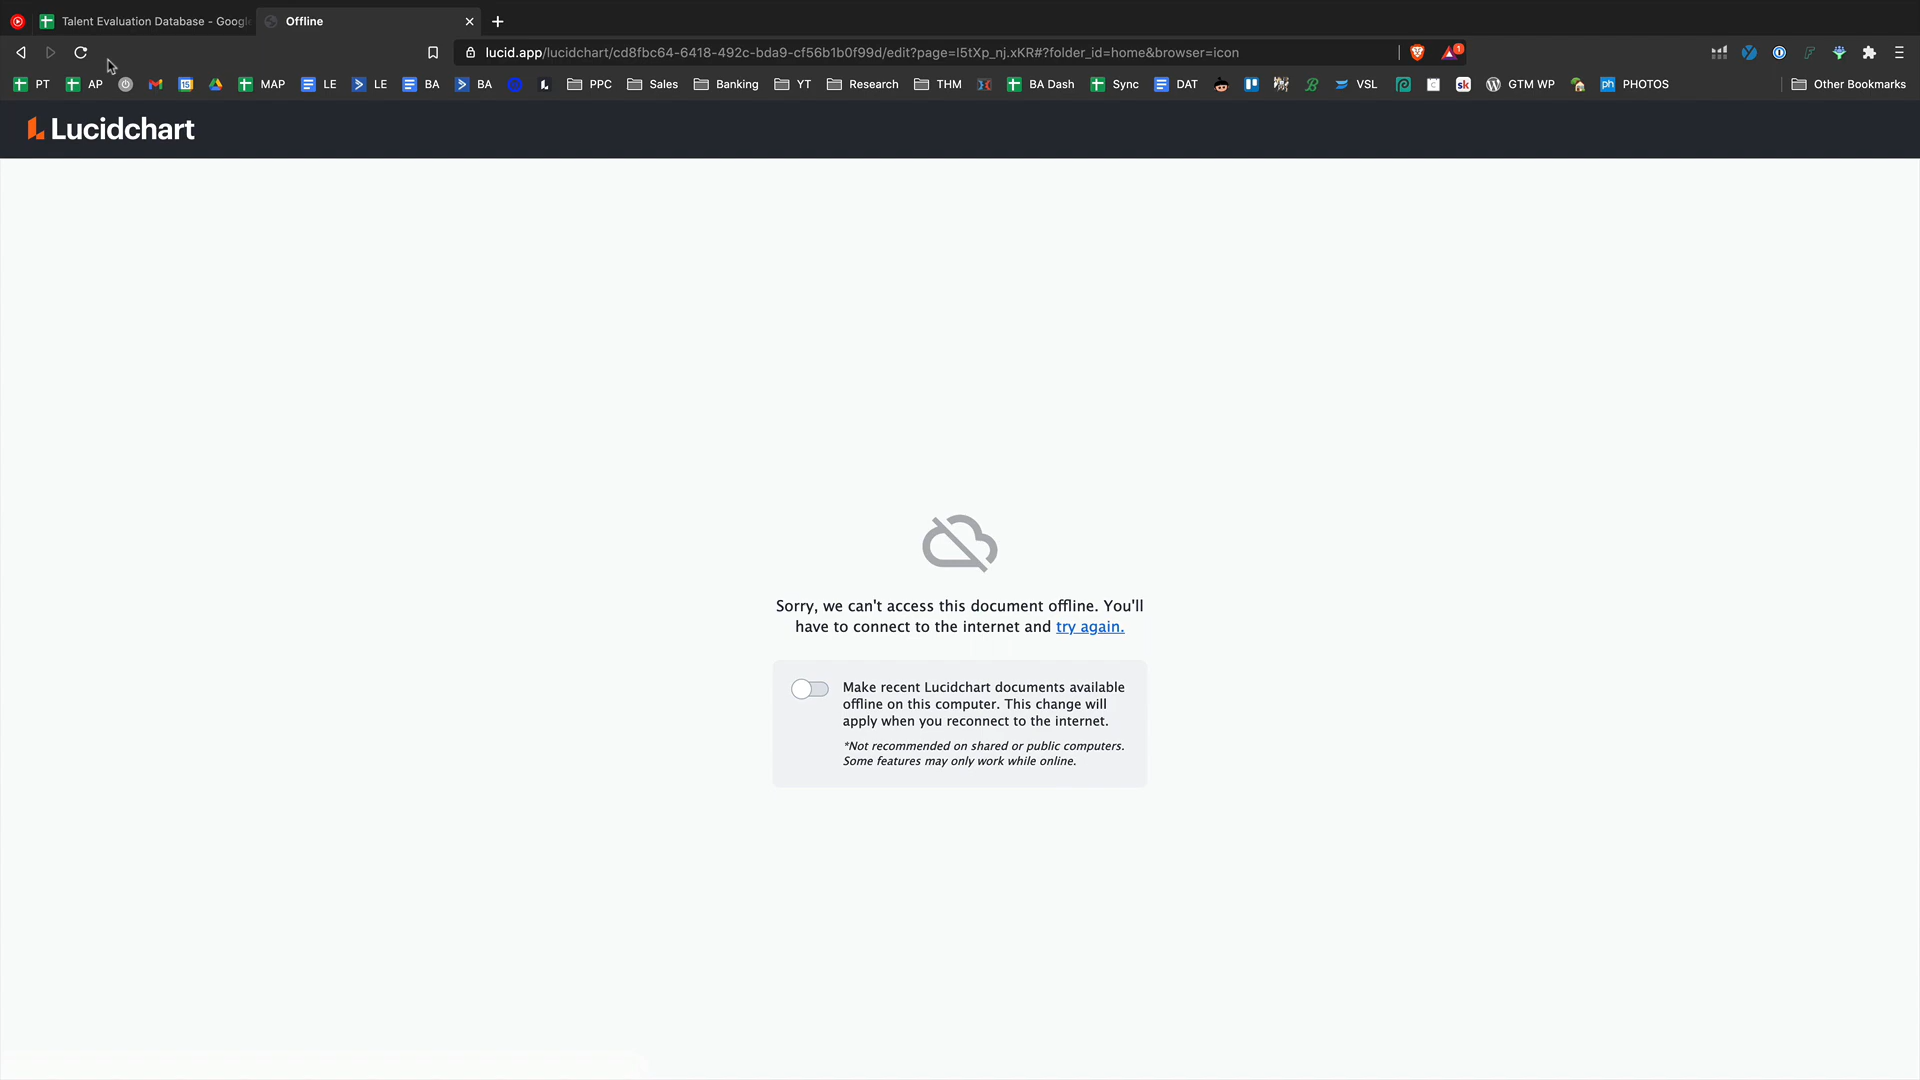 Talent Evaluation Database - Google
Offline
lucid.app/lucidchart/cd8fbc64-6418-492c-bda9-cf56b1b0f99d/edit?page=I5tXp_nj.xKR#?folder_id=home&browser=icon
1
PT AP MAP LE LE BA BA PPC Sales Banking YT Research THM BA Dash Sync DAT VSL sk GTM WP ph PHOTOS Other Bookmarks
Lucidchart
Sorry, we can't access this document offline. You'll
have to connect to the internet and try again.
Make recent Lucidchart documents available
offline on this computer. This change will
apply when you reconnect to the internet.
*Not recommended on shared or public computers.
Some features may only work while online.